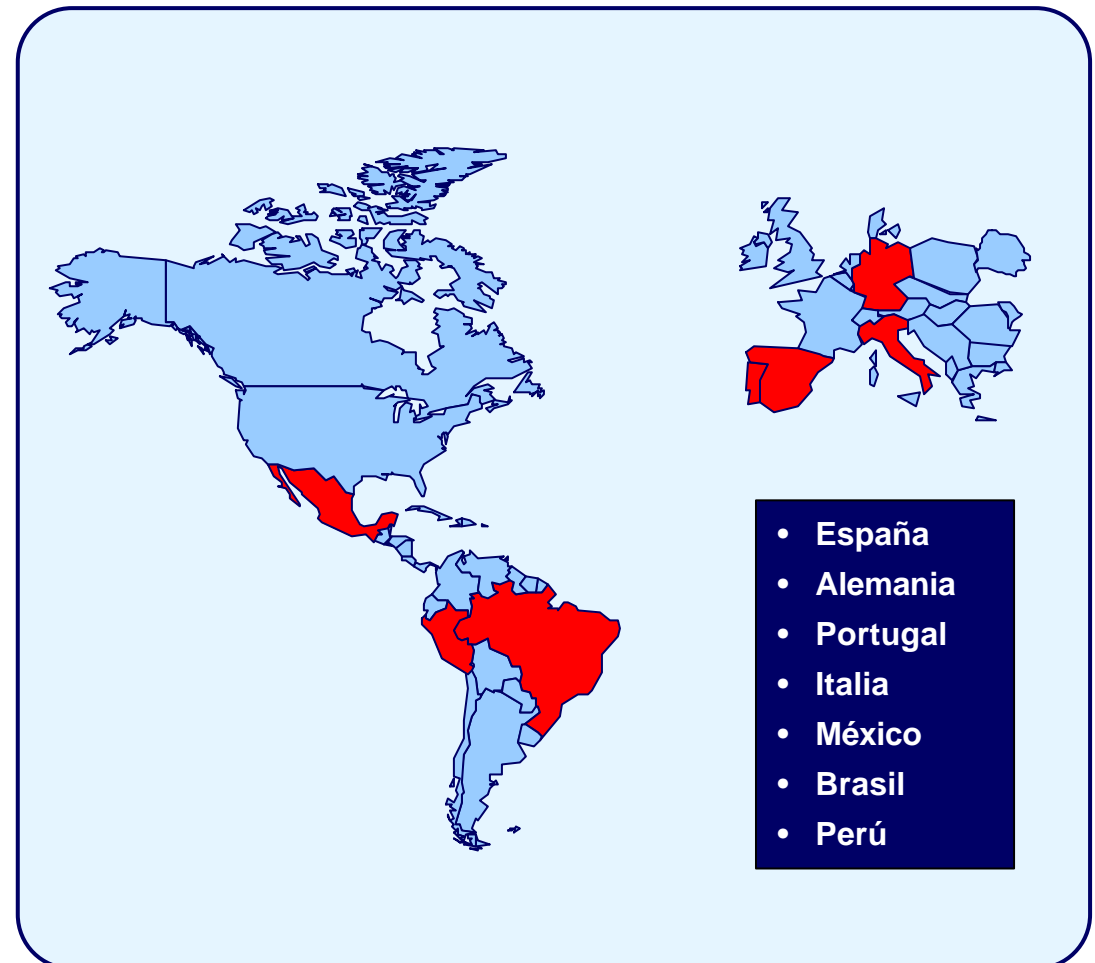 • España
• Alemania
• Portugal
• Italia
• México
• Brasil
• Perú